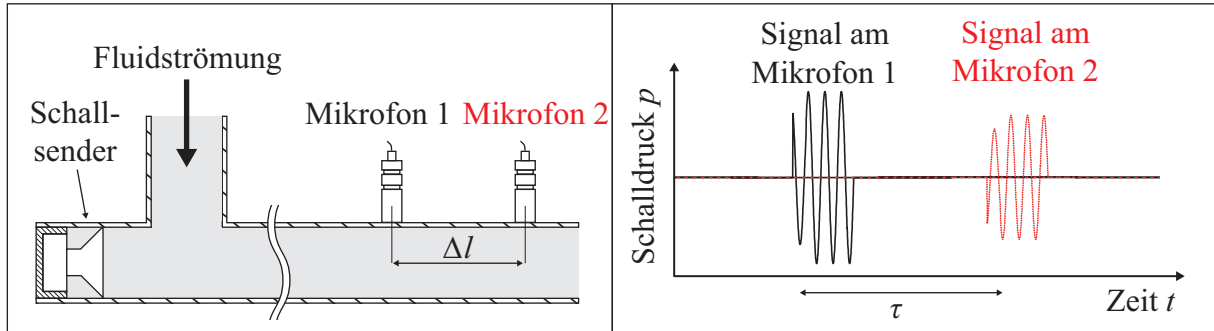 Fluidströmung
Schall-
sender
Mikrofon 1
Mikrofon 2
Δl
Signal am
Mikrofon 1
Signal am
Mikrofon 2
Schalldruck p
τ
Zeit t